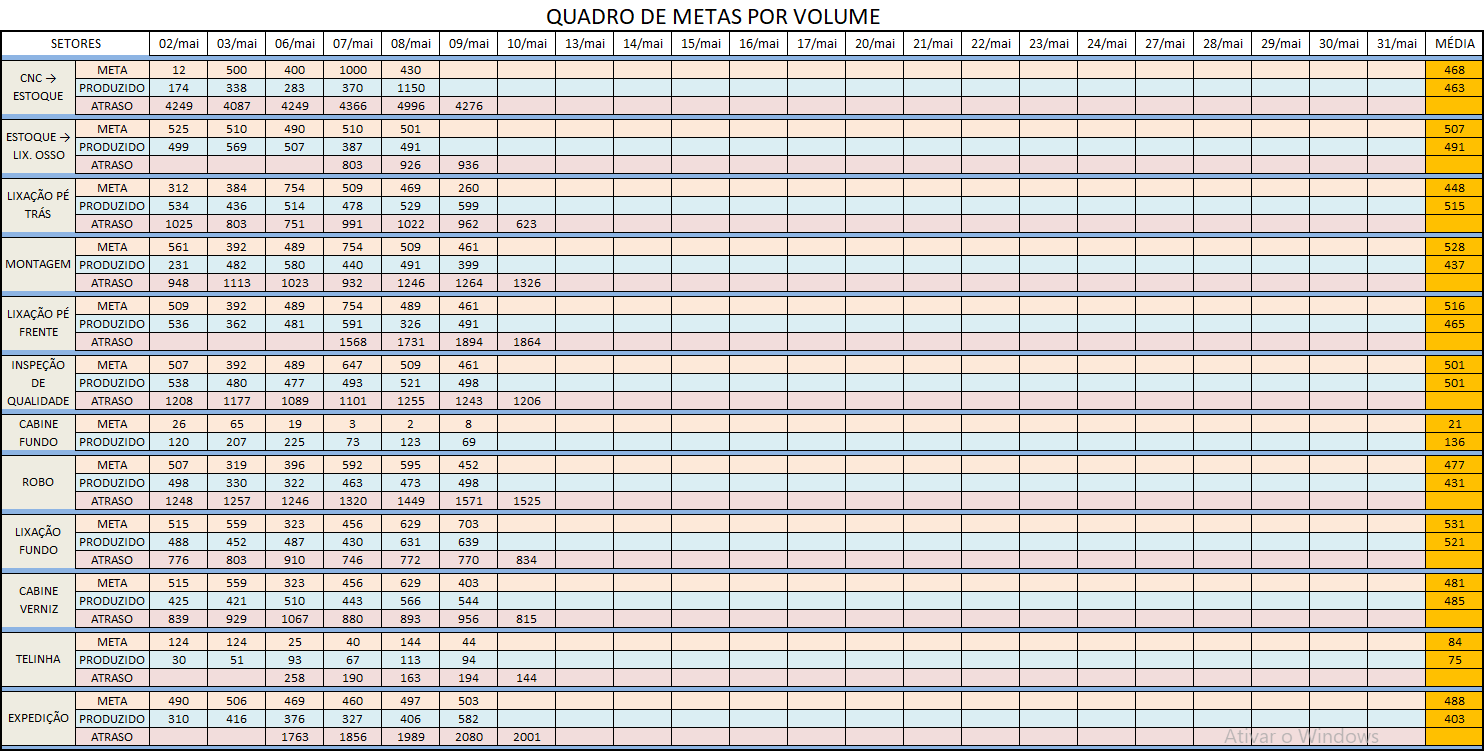 QUADRO DE METAS POR VOLUME
SETORES 02/mai 03/mai 06/mai 07/mai 08/mai 09/mai 10/mai 13/mai 14/mai 15/mai 16/mai 17/mai 20/mai 21/mai 22/mai 23/mai 24/mai 27/mai 28/mai 29/mai 30/mai 31/mai MÉDIA
CNC → ESTOQUE
META 12 500 400 1000 430 468
PRODUZIDO 174 338 283 370 1150 463
ATRASO 4249 4087 4249 4366 4996 4276
ESTOQUE → LIX. OSSO
META 525 510 490 510 501 507
PRODUZIDO 499 569 507 387 491 491
ATRASO 803 926 936
LIXAÇÃO PÉ TRÁS
META 312 384 754 509 469 260 448
PRODUZIDO 534 436 514 478 529 599 515
ATRASO 1025 803 751 991 1022 962 623
MONTAGEM
META 561 392 489 754 509 461 528
PRODUZIDO 231 482 580 440 491 399 437
ATRASO 948 1113 1023 932 1246 1264 1326
LIXAÇÃO PÉ FRENTE
META 509 392 489 754 489 461 516
PRODUZIDO 536 362 481 591 326 491 465
ATRASO 1568 1731 1894 1864
INSPEÇÃO DE QUALIDADE
META 507 392 489 647 509 461 501
PRODUZIDO 538 480 477 493 521 498 501
ATRASO 1208 1177 1089 1101 1255 1243 1206
CABINE FUNDO
META 26 65 19 3 2 8 21
PRODUZIDO 120 207 225 73 123 69 136
ROBO
META 507 319 396 592 595 452 477
PRODUZIDO 498 330 322 463 473 498 431
ATRASO 1248 1257 1246 1320 1449 1571 1525
LIXAÇÃO FUNDO
META 515 559 323 456 629 703 531
PRODUZIDO 488 452 487 430 631 639 521
ATRASO 776 803 910 746 772 770 834
CABINE VERNIZ
META 515 559 323 456 629 403 481
PRODUZIDO 425 421 510 443 566 544 485
ATRASO 839 929 1067 880 893 956 815
TELINHA
META 124 124 25 40 144 44 84
PRODUZIDO 30 51 93 67 113 94 75
ATRASO 258 190 163 194 144
EXPEDIÇÃO
META 490 506 469 460 497 503 488
PRODUZIDO 310 416 376 327 406 582 403
ATRASO 1763 1856 1989 2080 2001
Ativar o Windows